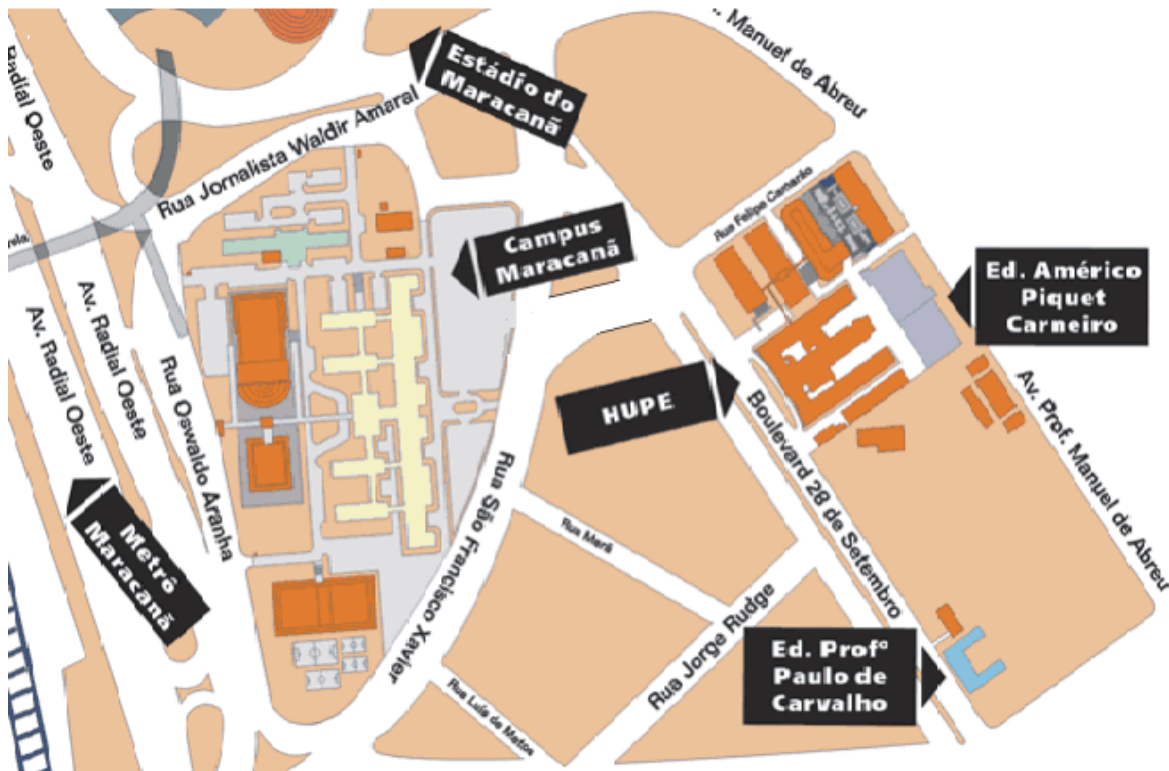 Radial Oeste
. Manuel de Abreu
Estádio do
Maracanã
Rua Jornalista Waldir Amaral
Rua Felipe Camarão
Campus
Maracanã
Ed. Américo
Piquet
Carneiro
Av. Radial Oeste
Av. Radial Oeste
Rua Oswaldo Aranha
HUPE
Boulevard 28 de Setembro
Av. Prof. Manuel de Abreu
Rua São Francisco Xavier
Metrô
Maracanã
Rua Mará
Rua Jorge Rudge
Ed. Profº
Paulo de
Carvalho
Rua Luís de Matos